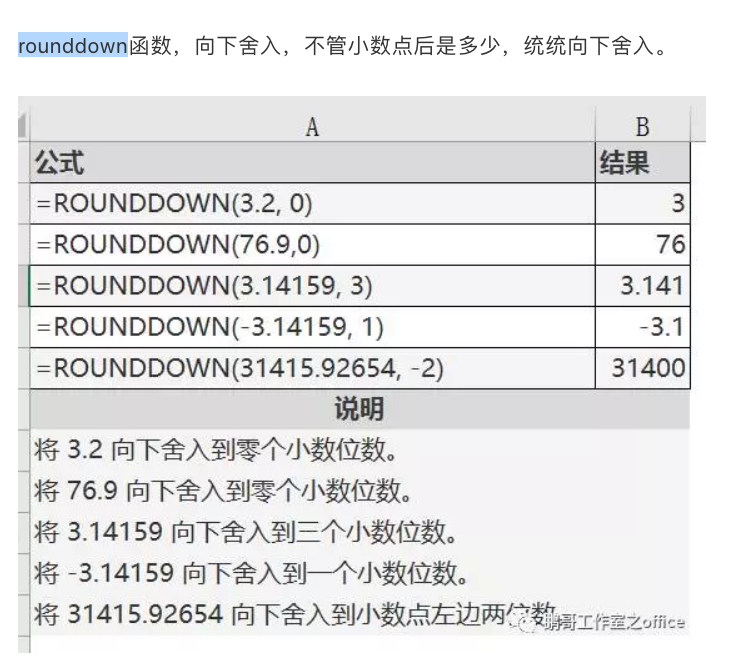 rounddown函数，向下舍入，不管小数点后是多少，统统向下舍入。
A B
公式 结果
=ROUNDDOWN(3.2, 0) 3
=ROUNDDOWN(76.9,0) 76
=ROUNDDOWN(3.14159, 3) 3.141
=ROUNDDOWN(-3.14159, 1) -3.1
=ROUNDDOWN(31415.92654, -2) 31400
说明
将 3.2 向下舍入到零个小数位数。
将 76.9 向下舍入到零个小数位数。
将 3.14159 向下舍入到三个小数位数。
将 -3.14159 向下舍入到一个小数位数。
将 31415.92654 向下舍入到小数点左边两位数
鹏哥工作室之office